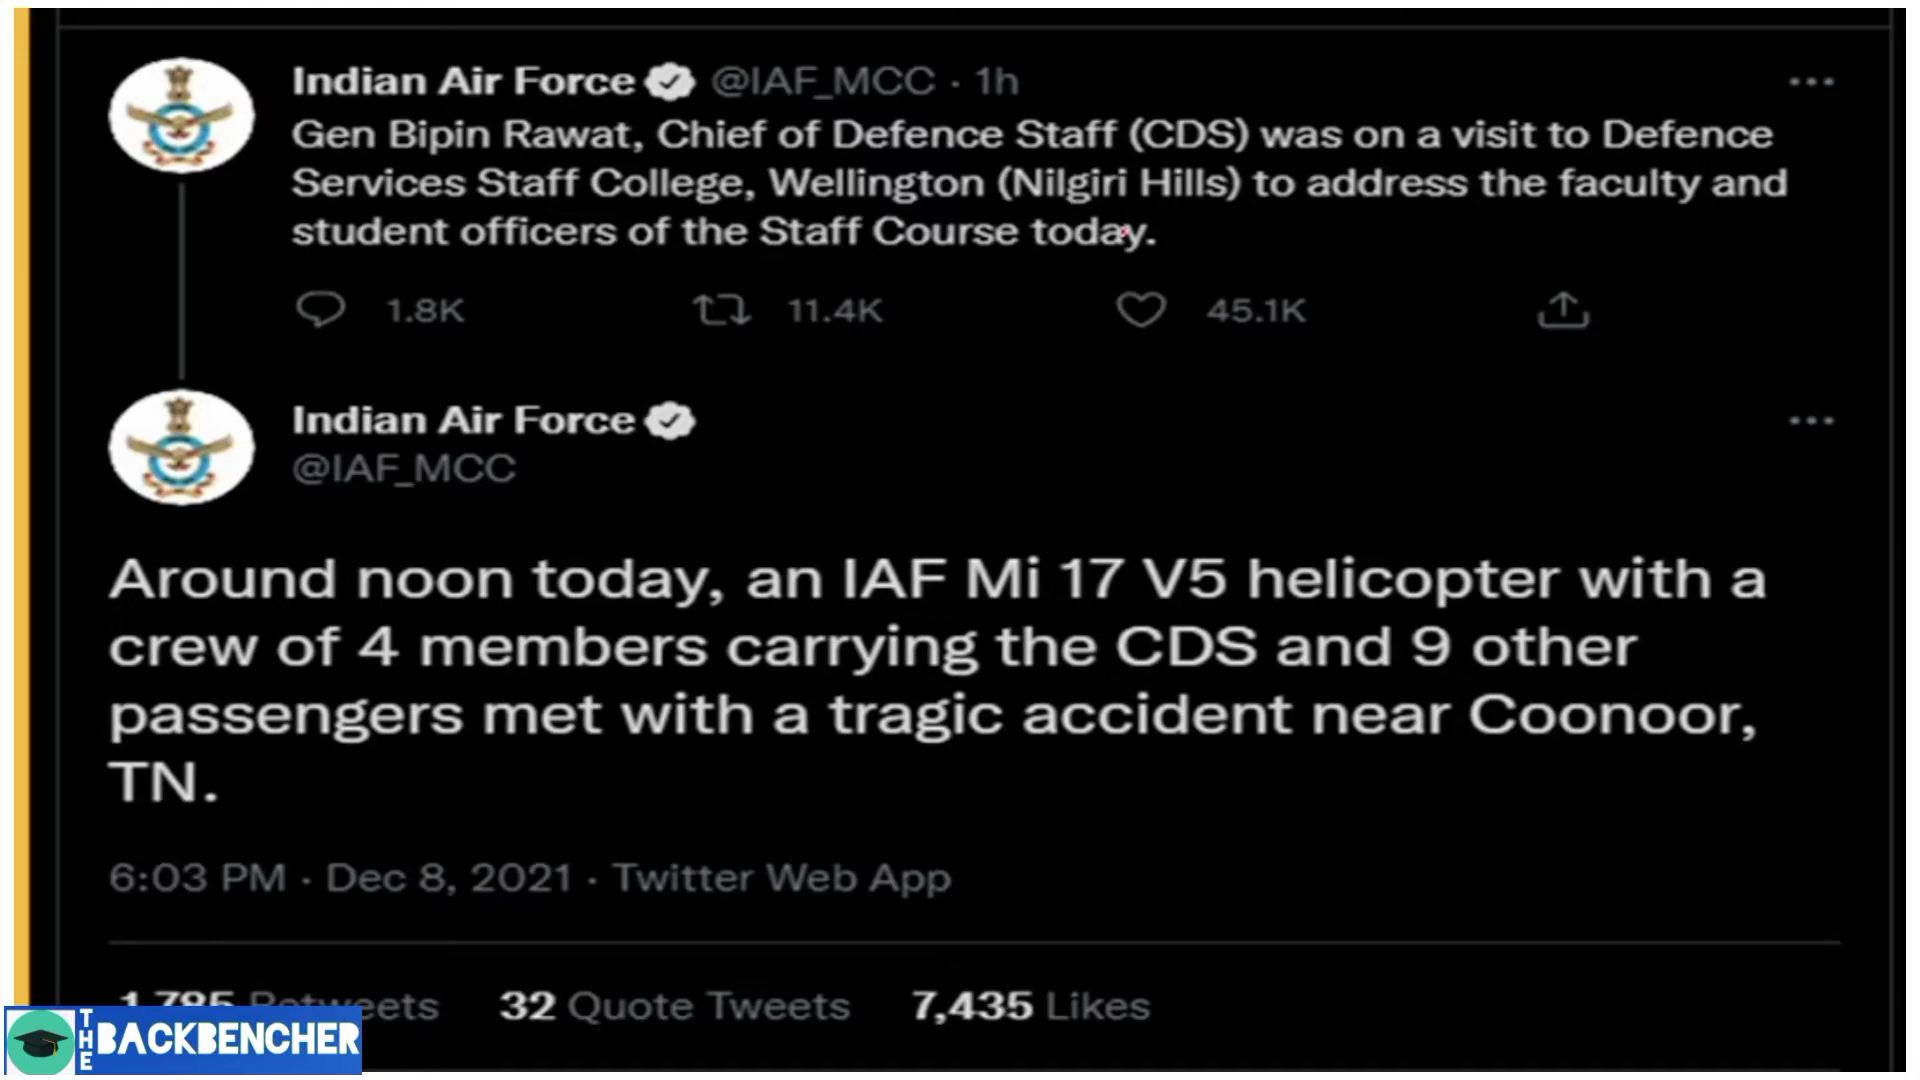 Indian Air Force @IAF_MCC · 1h
Gen Bipin Rawat, Chief of Defence Staff (CDS) was on a visit to Defence
Services Staff College, Wellington (Nilgiri Hills) to address the faculty and
student officers of the Staff Course today.
1.8K 11.4K 45.1K
Indian Air Force
@IAF_MCC
Around noon today, an IAF Mi 17 V5 helicopter with a
crew of 4 members carrying the CDS and 9 other
passengers met with a tragic accident near Coonoor,
TN.
6:03 PM · Dec 8, 2021 · Twitter Web App
1,785 Retweets 32 Quote Tweets 7,435 Likes
THE BACKBENCHER